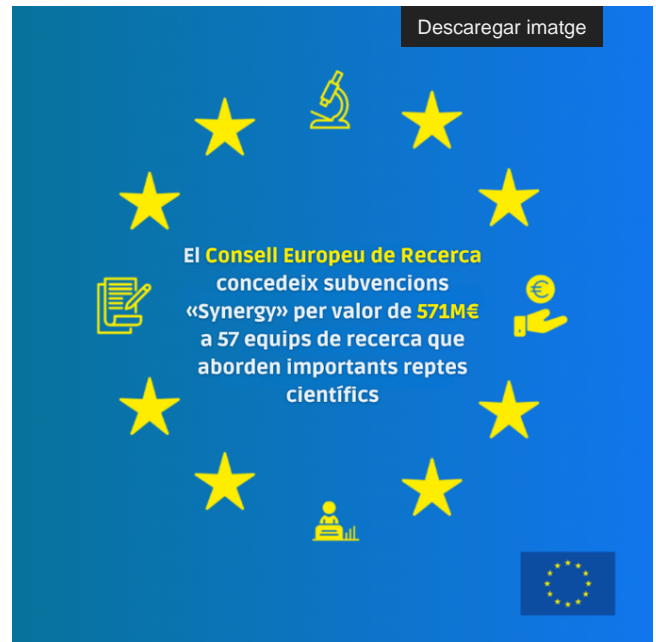 Descaregar imatge
El Consell Europeu de Recerca
concedeix subvencions
«Synergy» per valor de 571M€
a 57 equips de recerca que
aborden importants reptes
científics